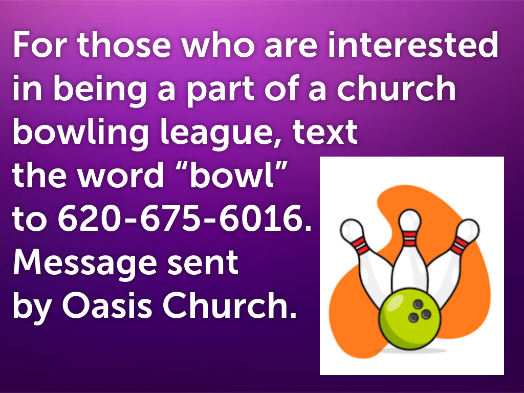 For those who are interested
in being a part of a church
bowling league, text
the word “bowl”
to 620-675-6016.
Message sent
by Oasis Church.